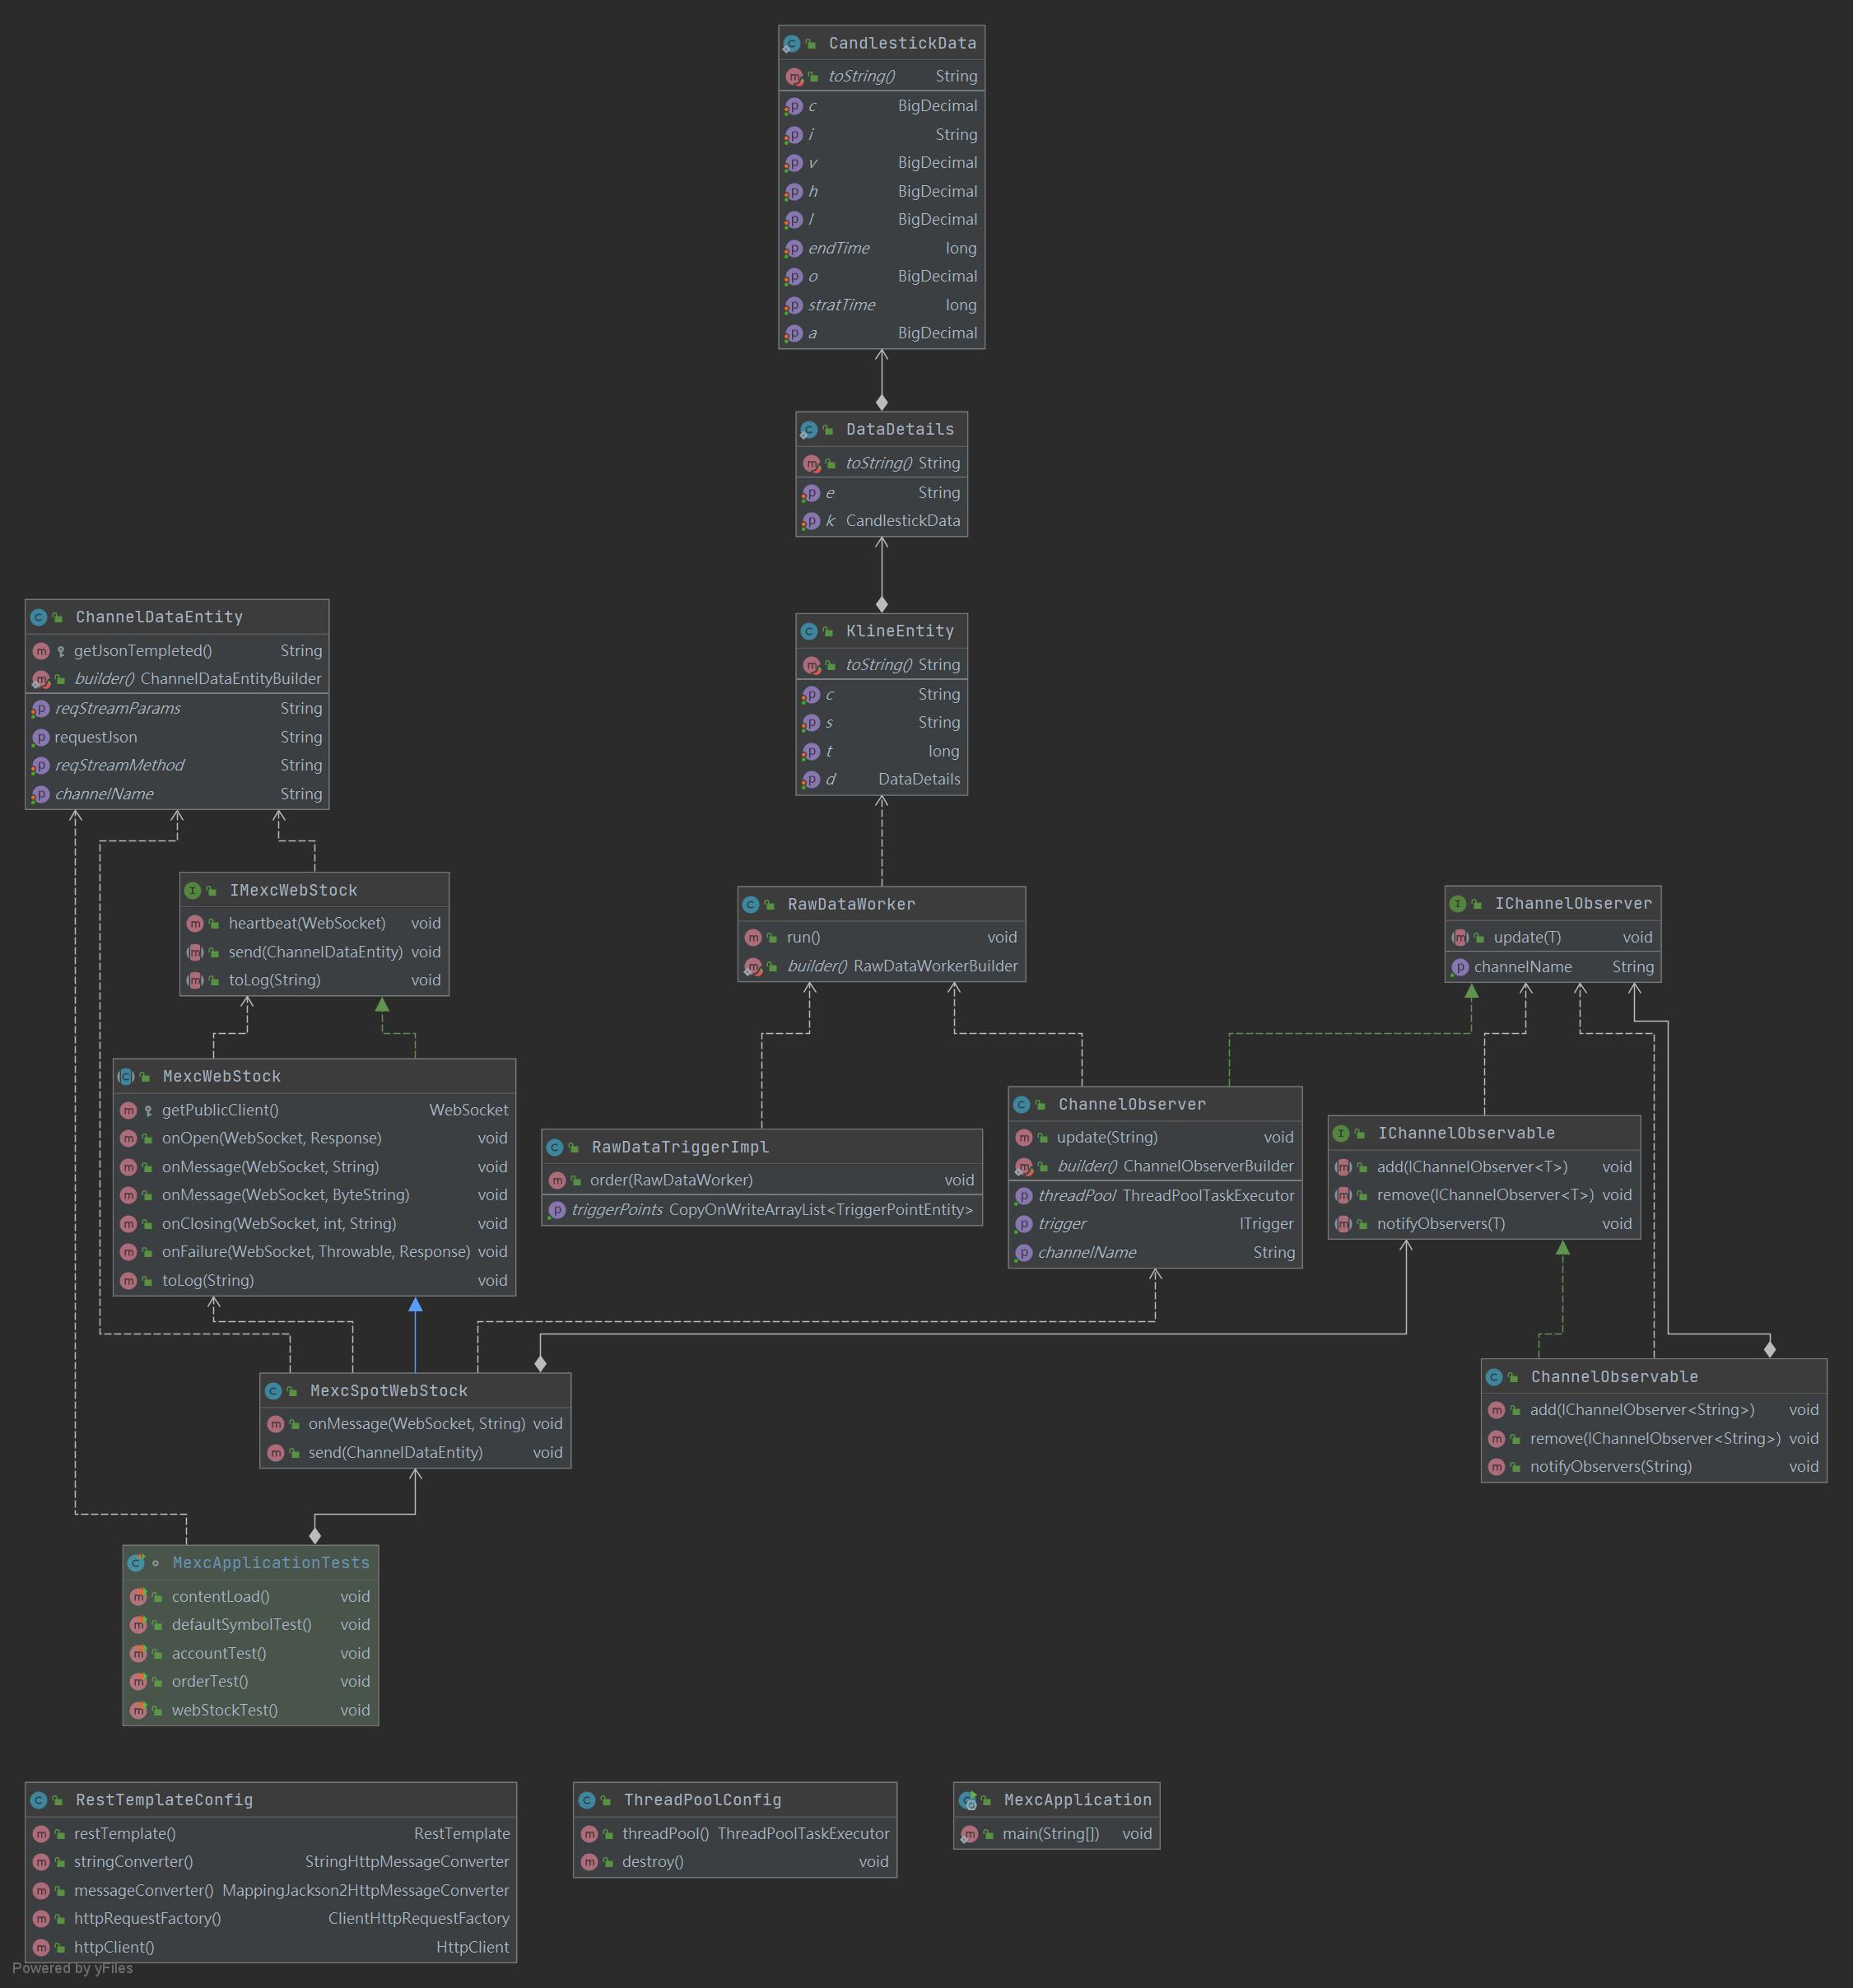 CandlestickData
toString() String
c BigDecimal
i String
v BigDecimal
h BigDecimal
l BigDecimal
endTime long
o BigDecimal
stratTime long
a BigDecimal
DataDetails
toString() String
e String
k CandlestickData
KlineEntity
toString() String
c String
s String
t long
d DataDetails
ChannelDataEntity
getJsonTempleted() String
builder() ChannelDataEntityBuilder
reqStreamParams String
requestJson String
reqStreamMethod String
channelName String
IMexcWebStock
heartbeat(WebSocket) void
send(ChannelDataEntity) void
toLog(String) void
RawDataWorker
run() void
builder() RawDataWorkerBuilder
IChannelObserver
update(T) void
channelName String
MexcWebStock
getPublicClient() WebSocket
onOpen(WebSocket, Response) void
onMessage(WebSocket, String) void
onMessage(WebSocket, ByteString) void
onClosing(WebSocket, int, String) void
onFailure(WebSocket, Throwable, Response) void
toLog(String) void
RawDataTriggerImpl
order(RawDataWorker) void
triggerPoints CopyOnWriteArrayList<TriggerPointEntity>
ChannelObserver
update(String) void
builder() ChannelObserverBuilder
threadPool ThreadPoolTaskExecutor
trigger ITrigger
channelName String
IChannelObservable
add(IChannelObserver<T>) void
remove(IChannelObserver<T>) void
notifyObservers(T) void
MexcSpotWebStock
onMessage(WebSocket, String) void
send(ChannelDataEntity) void
ChannelObservable
add(IChannelObserver<String>) void
remove(IChannelObserver<String>) void
notifyObservers(String) void
MexcApplicationTests
contentLoad() void
defaultSymbolTest() void
accountTest() void
orderTest() void
webStockTest() void
RestTemplateConfig
restTemplate() RestTemplate
stringConverter() StringHttpMessageConverter
messageConverter() MappingJackson2HttpMessageConverter
httpRequestFactory() ClientHttpRequestFactory
httpClient() HttpClient
ThreadPoolConfig
threadPool() ThreadPoolTaskExecutor
destroy() void
MexcApplication
main(String[]) void
Powered by yFiles